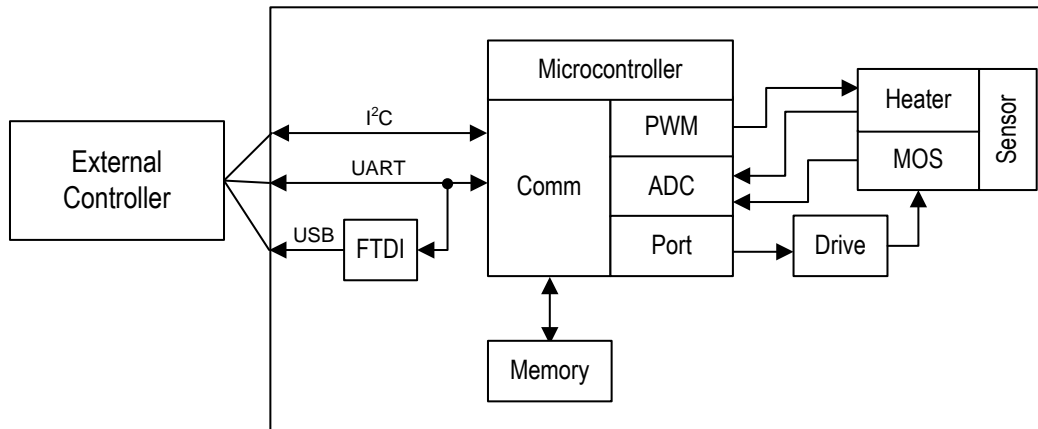 Microcontroller
I²C
PWM
Heater
Sensor
External
Controller
UART
Comm
ADC
MOS
USB
FTDI
Port
Drive
Memory